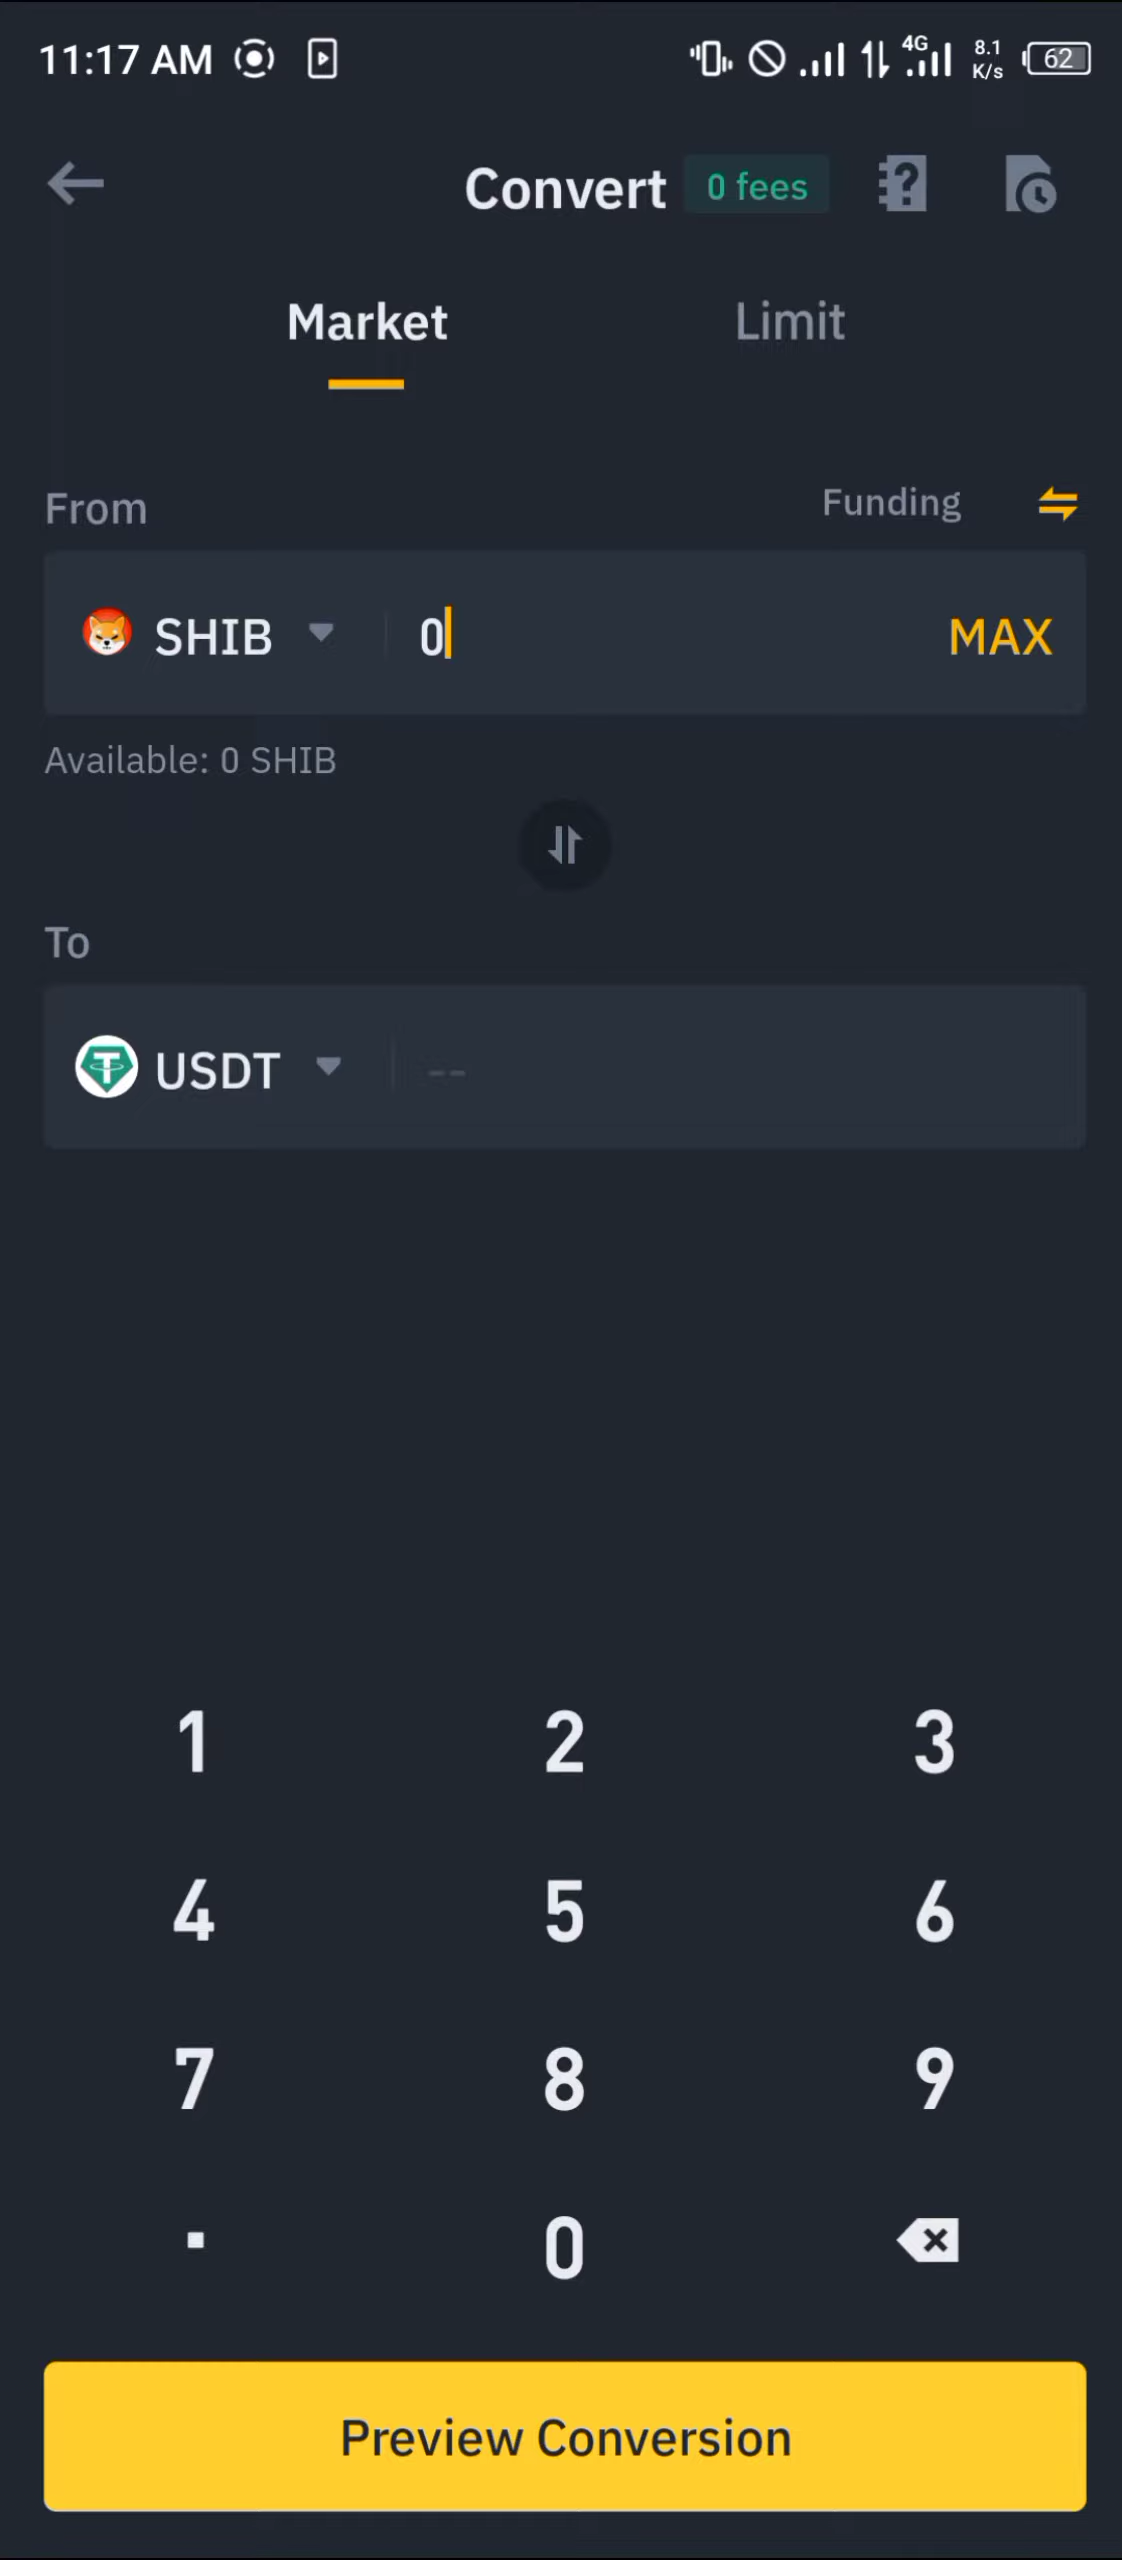 11:17 AM 4G 8.1 K/s 62
Convert 0 fees
Market Limit
From Funding
SHIB 0 MAX
Available: 0 SHIB
To
USDT --
1 2 3
4 5 6
7 8 9
. 0
Preview Conversion